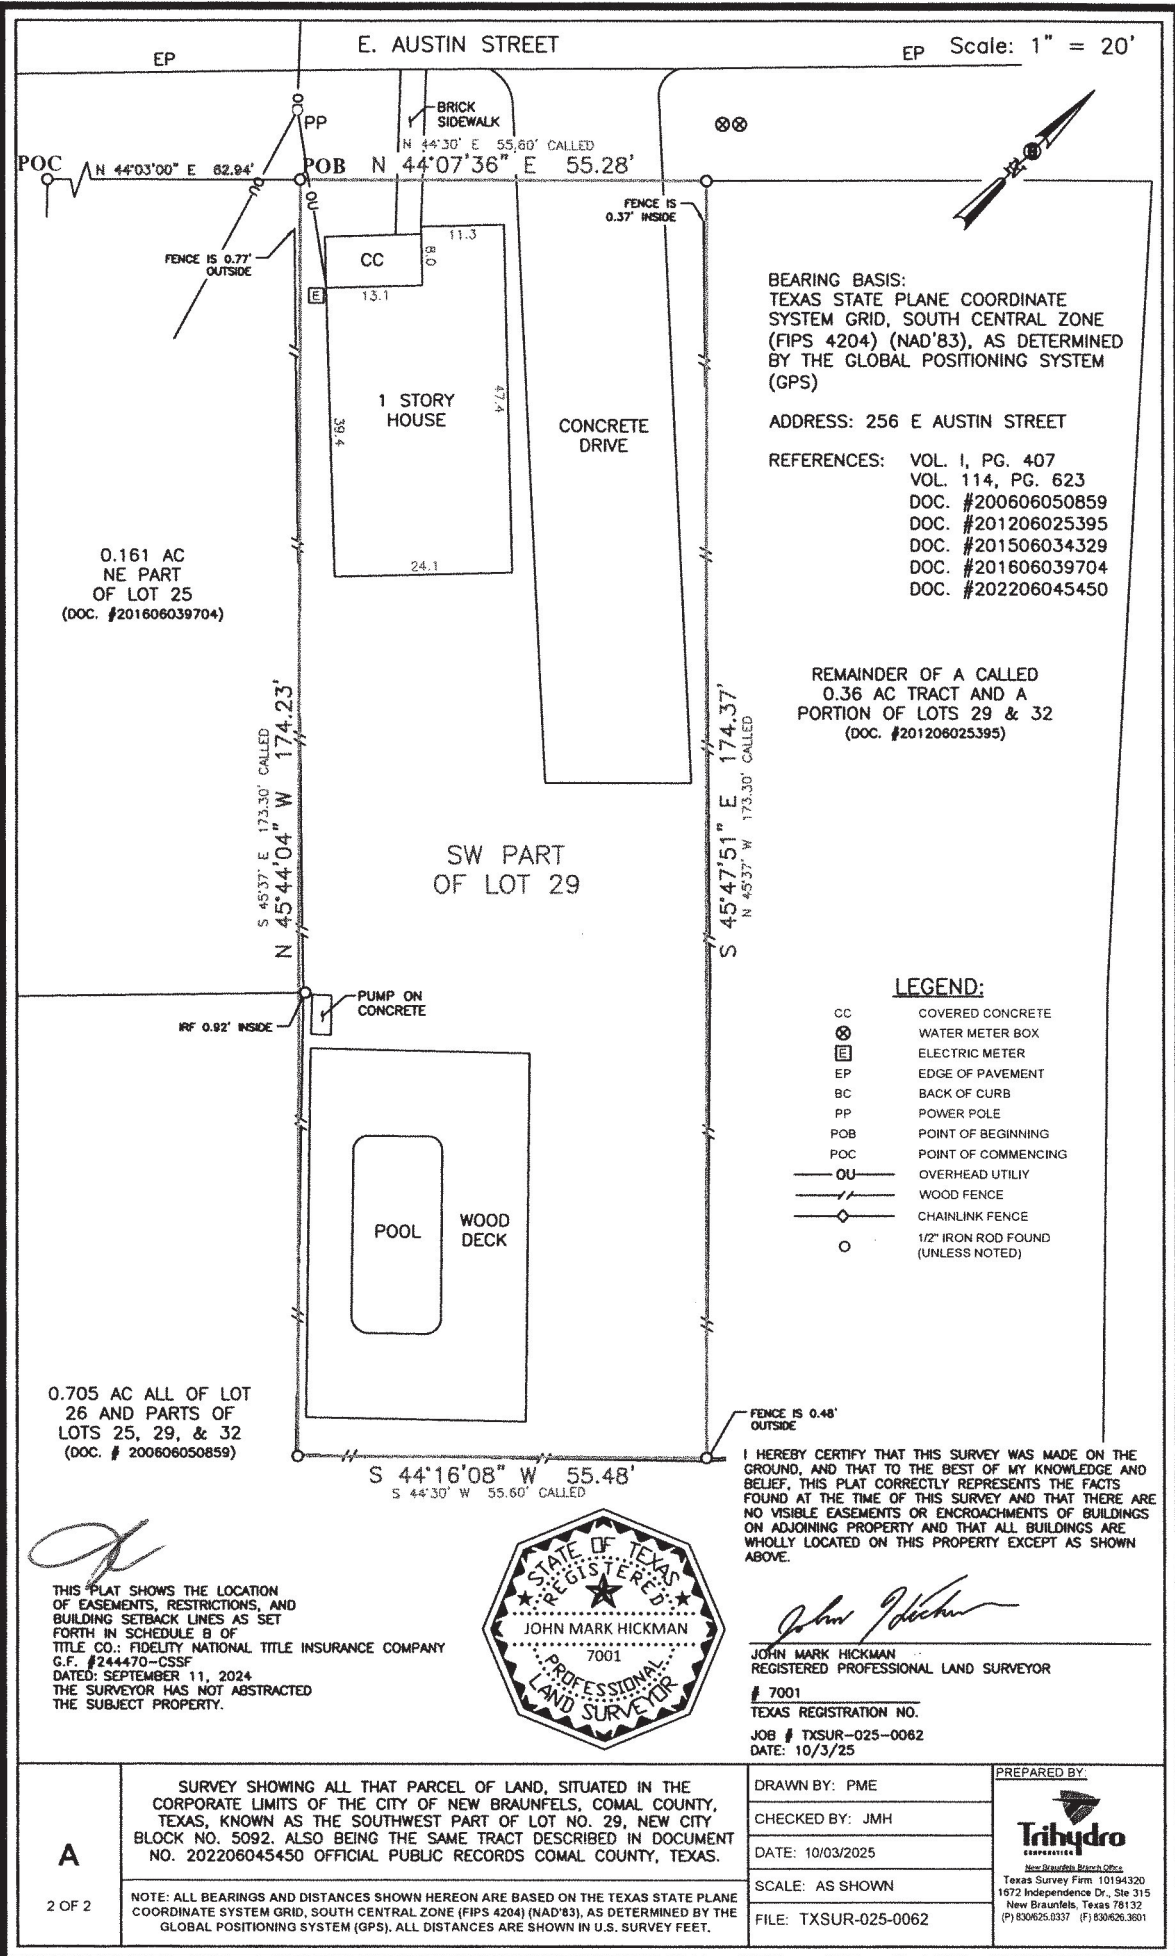 E. AUSTIN STREET
EP
EP
Scale: 1" = 20'
OU
PP
BRICK
SIDEWALK
N 44°30' E 55.60' CALLED
POC
N 44°03'00" E 62.94'
POB
N 44°07'36" E 55.28'
OU
OU
FENCE IS
0.37' INSIDE
N
FENCE IS 0.77'
OUTSIDE
CC
11.3
8.0
E
13.1
1 STORY
HOUSE
47.4
39.4
24.1
CONCRETE
DRIVE
BEARING BASIS:
TEXAS STATE PLANE COORDINATE
SYSTEM GRID, SOUTH CENTRAL ZONE
(FIPS 4204) (NAD'83), AS DETERMINED
BY THE GLOBAL POSITIONING SYSTEM
(GPS)
ADDRESS: 256 E AUSTIN STREET
REFERENCES: VOL. I, PG. 407
VOL. 114, PG. 623
DOC. #200606050859
DOC. #201206025395
DOC. #201506034329
DOC. #201606039704
DOC. #202206045450
0.161 AC
NE PART
OF LOT 25
(DOC. #201606039704)
REMAINDER OF A CALLED
0.36 AC TRACT AND A
PORTION OF LOTS 29 & 32
(DOC. #201206025395)
S 45°37' E 173.30' CALLED
N 45°44'04" W 174.23'
S 45°47'51" E 174.37'
N 45°37' W 173.30' CALLED
SW PART
OF LOT 29
PUMP ON
CONCRETE
IRF 0.92' INSIDE
POOL
WOOD
DECK
LEGEND:
CC COVERED CONCRETE
WATER METER BOX
E ELECTRIC METER
EP EDGE OF PAVEMENT
BC BACK OF CURB
PP POWER POLE
POB POINT OF BEGINNING
POC POINT OF COMMENCING
OU OVERHEAD UTILIY
WOOD FENCE
CHAINLINK FENCE
1/2" IRON ROD FOUND
(UNLESS NOTED)
0.705 AC ALL OF LOT
26 AND PARTS OF
LOTS 25, 29, & 32
(DOC. # 200606050859)
FENCE IS 0.48'
OUTSIDE
S 44°16'08" W 55.48'
S 44°30' W 55.60' CALLED
I HEREBY CERTIFY THAT THIS SURVEY WAS MADE ON THE
GROUND, AND THAT TO THE BEST OF MY KNOWLEDGE AND
BELIEF, THIS PLAT CORRECTLY REPRESENTS THE FACTS
FOUND AT THE TIME OF THIS SURVEY AND THAT THERE ARE
NO VISIBLE EASEMENTS OR ENCROACHMENTS OF BUILDINGS
ON ADJOINING PROPERTY AND THAT ALL BUILDINGS ARE
WHOLLY LOCATED ON THIS PROPERTY EXCEPT AS SHOWN
ABOVE.
THIS PLAT SHOWS THE LOCATION
OF EASEMENTS, RESTRICTIONS, AND
BUILDING SETBACK LINES AS SET
FORTH IN SCHEDULE B OF
TITLE CO.: FIDELITY NATIONAL TITLE INSURANCE COMPANY
G.F. #244470-CSSF
DATED: SEPTEMBER 11, 2024
THE SURVEYOR HAS NOT ABSTRACTED
THE SUBJECT PROPERTY.
STATE OF TEXAS
REGISTERED
JOHN MARK HICKMAN
7001
PROFESSIONAL
LAND SURVEYOR
John Hickman
JOHN MARK HICKMAN
REGISTERED PROFESSIONAL LAND SURVEYOR
# 7001
TEXAS REGISTRATION NO.
JOB # TXSUR-025-0062
DATE: 10/3/25
A
2 OF 2
SURVEY SHOWING ALL THAT PARCEL OF LAND, SITUATED IN THE
CORPORATE LIMITS OF THE CITY OF NEW BRAUNFELS, COMAL COUNTY,
TEXAS, KNOWN AS THE SOUTHWEST PART OF LOT NO. 29, NEW CITY
BLOCK NO. 5092. ALSO BEING THE SAME TRACT DESCRIBED IN DOCUMENT
NO. 202206045450 OFFICIAL PUBLIC RECORDS COMAL COUNTY, TEXAS.
NOTE: ALL BEARINGS AND DISTANCES SHOWN HEREON ARE BASED ON THE TEXAS STATE PLANE
COORDINATE SYSTEM GRID, SOUTH CENTRAL ZONE (FIPS 4204) (NAD'83), AS DETERMINED BY THE
GLOBAL POSITIONING SYSTEM (GPS). ALL DISTANCES ARE SHOWN IN U.S. SURVEY FEET.
DRAWN BY: PME
CHECKED BY: JMH
DATE: 10/03/2025
SCALE: AS SHOWN
FILE: TXSUR-025-0062
PREPARED BY:
Trihydro
CORPORATION
New Braunfels Branch Office
Texas Survey Firm 10194320
1672 Independence Dr., Ste 315
New Braunfels, Texas 78132
(P) 830/625.0337 (F) 830/626.3601